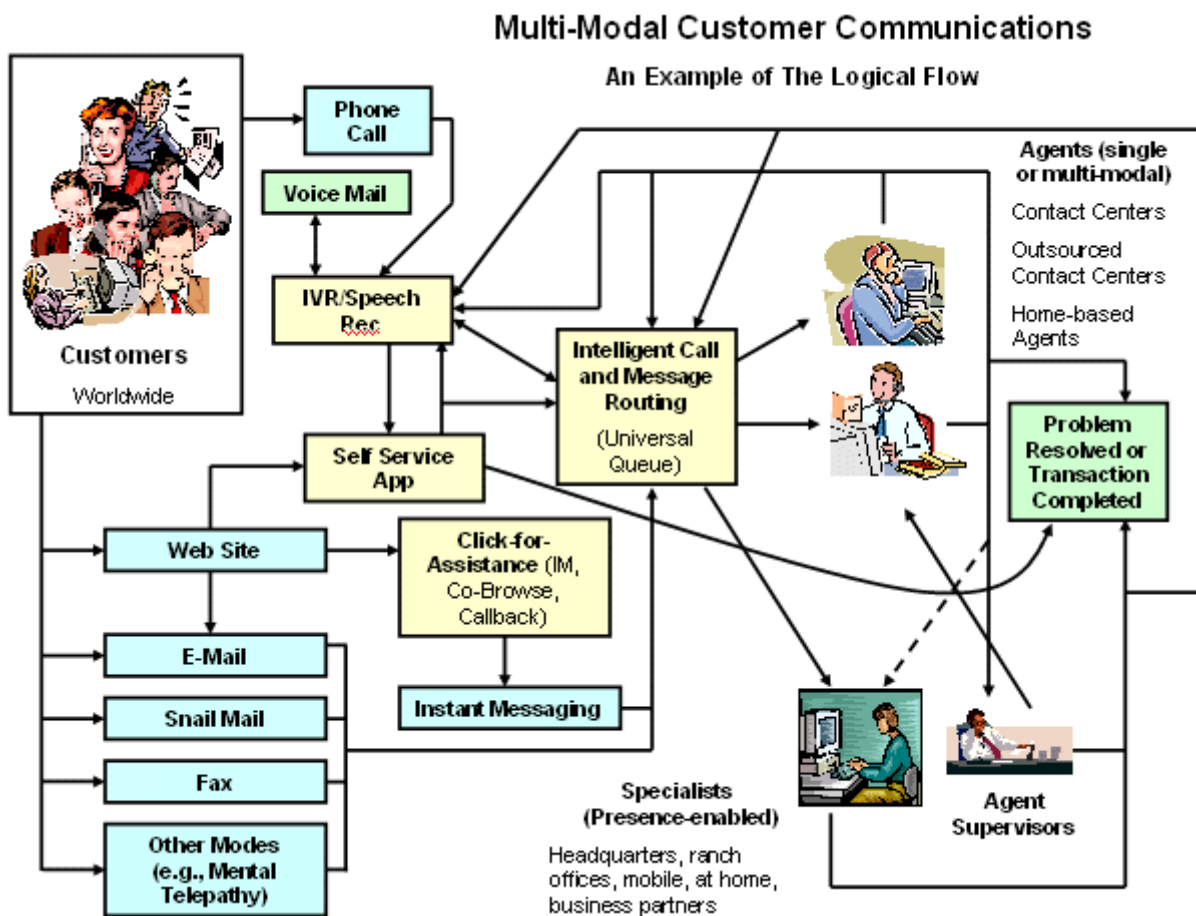 Multi-Modal Customer Communications
An Example of The Logical Flow
Customers
Worldwide
Phone
Call
Voice Mail
IVR/Speech
Rec
Self Service
App
Web Site
Click-for-
Assistance (IM,
Co-Browse,
Callback)
E-Mail
Snail Mail
Fax
Other Modes
(e.g., Mental
Telepathy)
Instant Messaging
Intelligent Call
and Message
Routing
(Universal
Queue)
Agents (single
or multi-modal)
Contact Centers
Outsourced
Contact Centers
Home-based
Agents
Problem
Resolved or
Transaction
Completed
Specialists
(Presence-enabled)
Headquarters, ranch
offices, mobile, at home,
business partners
Agent
Supervisors